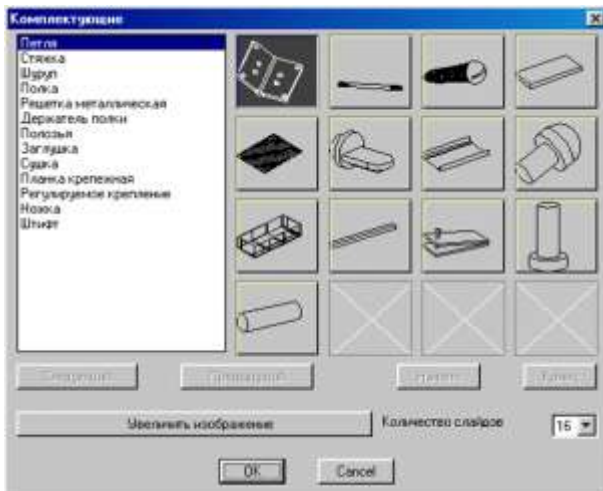 Комплектующие
Петля
Стяжка
Шуруп
Полка
Решетка металлическая
Держатель полки
Полозья
Заглушка
Сушка
Планка крепежная
Регулируемое крепление
Ножка
Штифт
Увеличить изображение
Количество слайдов
16
OK
Cancel